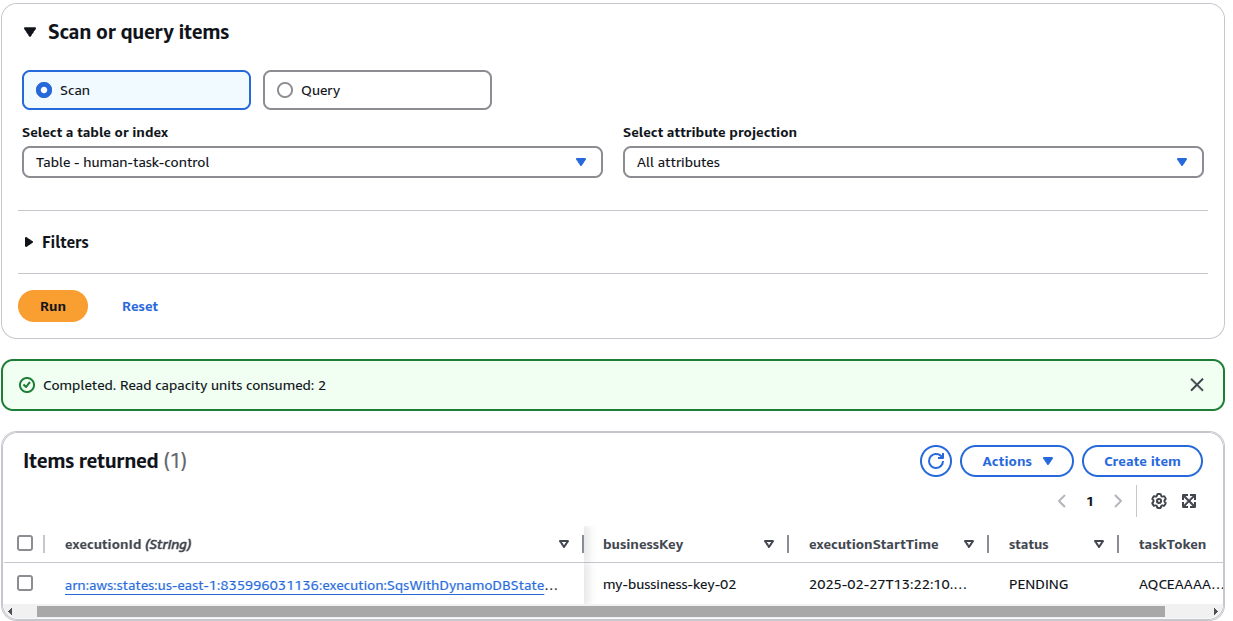 Scan or query items
Scan Query
Select a table or index Select attribute projection
Table - human-task-control All attributes
Filters
Run Reset
Completed. Read capacity units consumed: 2
Items returned (1) Actions Create item
1
executionId (String) businessKey executionStartTime status taskToken
arn:aws:states:us-east-1:835996031136:execution:SqsWithDynamoDBState... my-bussiness-key-02 2025-02-27T13:22:10.... PENDING AQCEAAAA...